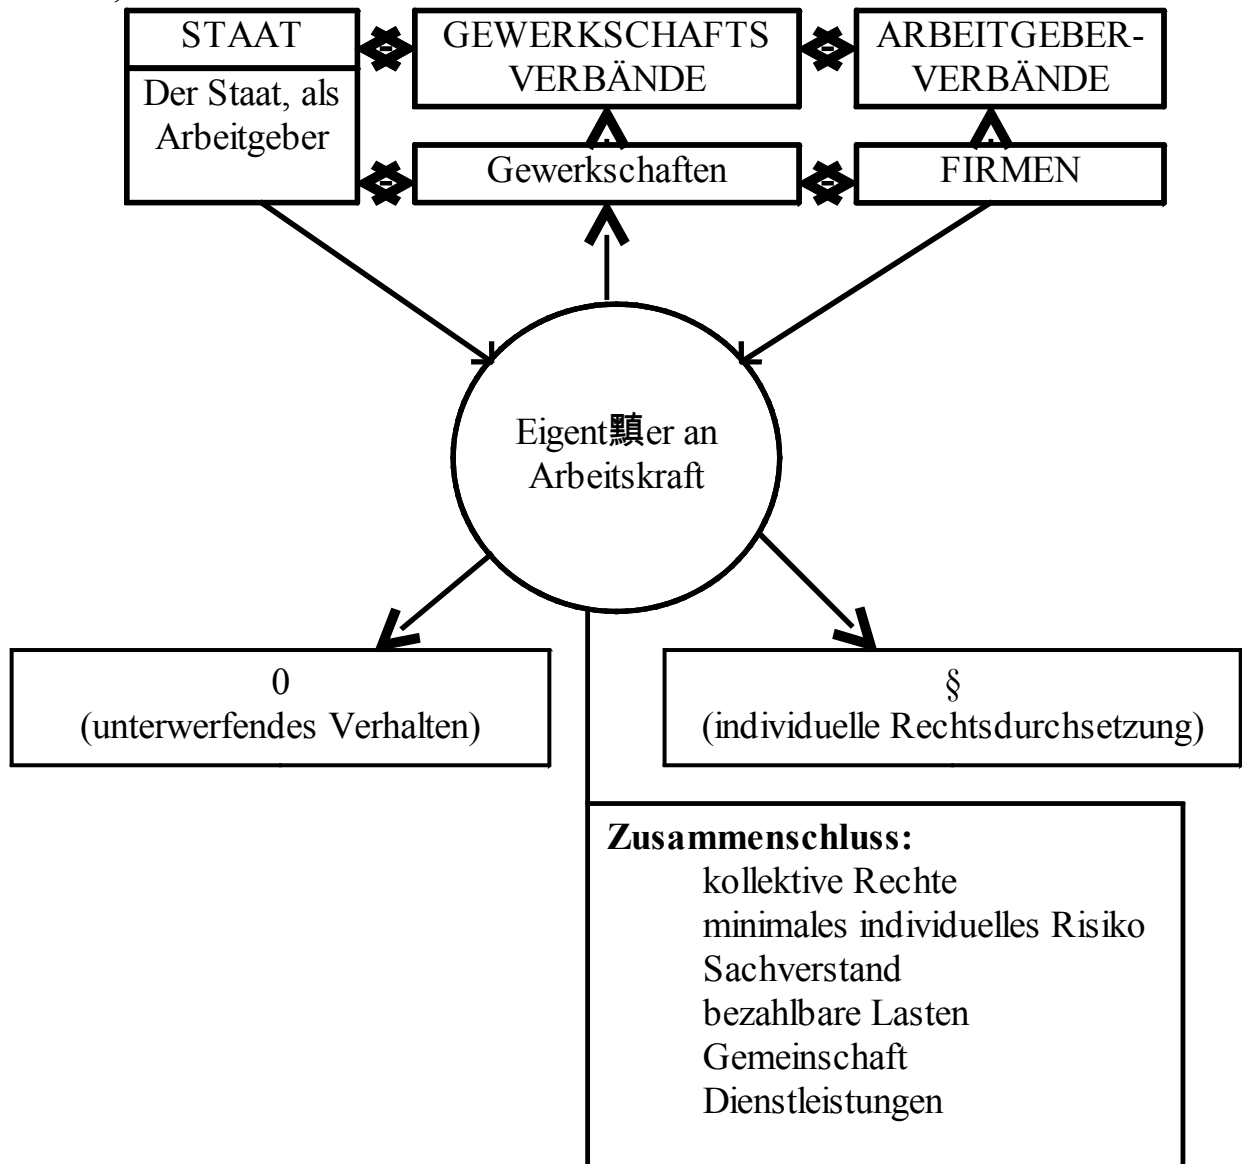 STAAT
GEWERKSCHAFTS
VERBÄNDE
ARBEITGEBER-
VERBÄNDE
Der Staat, als
Arbeitgeber
Gewerkschaften
FIRMEN
Eigent黰er an
Arbeitskraft
0
(unterwerfendes Verhalten)
§
(individuelle Rechtsdurchsetzung)
Zusammenschluss:
kollektive Rechte
minimales individuelles Risiko
Sachverstand
bezahlbare Lasten
Gemeinschaft
Dienstleistungen